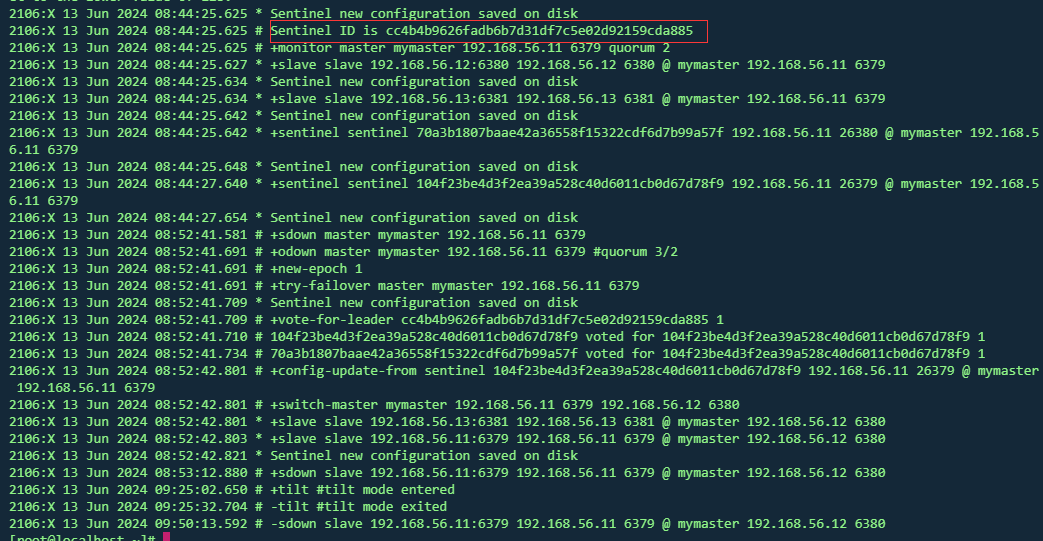 2106:X 13 Jun 2024 08:44:25.625 * Sentinel new configuration saved on disk
2106:X 13 Jun 2024 08:44:25.625 # Sentinel ID is cc4b4b9626fadb6b7d31df7c5e02d92159cda885
2106:X 13 Jun 2024 08:44:25.625 # +monitor master mymaster 192.168.56.11 6379 quorum 2
2106:X 13 Jun 2024 08:44:25.627 * +slave slave 192.168.56.12:6380 192.168.56.12 6380 @ mymaster 192.168.56.11 6379
2106:X 13 Jun 2024 08:44:25.634 * Sentinel new configuration saved on disk
2106:X 13 Jun 2024 08:44:25.634 * +slave slave 192.168.56.13:6381 192.168.56.13 6381 @ mymaster 192.168.56.11 6379
2106:X 13 Jun 2024 08:44:25.642 * Sentinel new configuration saved on disk
2106:X 13 Jun 2024 08:44:25.642 * +sentinel sentinel 70a3b1807baae42a36558f15322cdf6d7b99a57f 192.168.56.11 26380 @ mymaster 192.168.5
6.11 6379
2106:X 13 Jun 2024 08:44:25.648 * Sentinel new configuration saved on disk
2106:X 13 Jun 2024 08:44:27.640 * +sentinel sentinel 104f23be4d3f2ea39a528c40d6011cb0d67d78f9 192.168.56.11 26379 @ mymaster 192.168.5
6.11 6379
2106:X 13 Jun 2024 08:44:27.654 * Sentinel new configuration saved on disk
2106:X 13 Jun 2024 08:52:41.581 # +sdown master mymaster 192.168.56.11 6379
2106:X 13 Jun 2024 08:52:41.691 # +odown master mymaster 192.168.56.11 6379 #quorum 3/2
2106:X 13 Jun 2024 08:52:41.691 # +new-epoch 1
2106:X 13 Jun 2024 08:52:41.691 # +try-failover master mymaster 192.168.56.11 6379
2106:X 13 Jun 2024 08:52:41.709 * Sentinel new configuration saved on disk
2106:X 13 Jun 2024 08:52:41.709 # +vote-for-leader cc4b4b9626fadb6b7d31df7c5e02d92159cda885 1
2106:X 13 Jun 2024 08:52:41.710 # 104f23be4d3f2ea39a528c40d6011cb0d67d78f9 voted for 104f23be4d3f2ea39a528c40d6011cb0d67d78f9 1
2106:X 13 Jun 2024 08:52:41.734 # 70a3b1807baae42a36558f15322cdf6d7b99a57f voted for 104f23be4d3f2ea39a528c40d6011cb0d67d78f9 1
2106:X 13 Jun 2024 08:52:42.801 # +config-update-from sentinel 104f23be4d3f2ea39a528c40d6011cb0d67d78f9 192.168.56.11 26379 @ mymaster
192.168.56.11 6379
2106:X 13 Jun 2024 08:52:42.801 # +switch-master mymaster 192.168.56.11 6379 192.168.56.12 6380
2106:X 13 Jun 2024 08:52:42.801 * +slave slave 192.168.56.13:6381 192.168.56.13 6381 @ mymaster 192.168.56.12 6380
2106:X 13 Jun 2024 08:52:42.803 * +slave slave 192.168.56.11:6379 192.168.56.11 6379 @ mymaster 192.168.56.12 6380
2106:X 13 Jun 2024 08:52:42.821 * Sentinel new configuration saved on disk
2106:X 13 Jun 2024 08:53:12.880 # +sdown slave 192.168.56.11:6379 192.168.56.11 6379 @ mymaster 192.168.56.12 6380
2106:X 13 Jun 2024 09:25:02.650 # +tilt #tilt mode entered
2106:X 13 Jun 2024 09:25:32.704 # -tilt #tilt mode exited
2106:X 13 Jun 2024 09:50:13.592 # -sdown slave 192.168.56.11:6379 192.168.56.11 6379 @ mymaster 192.168.56.12 6380
[root@localhost ~]#